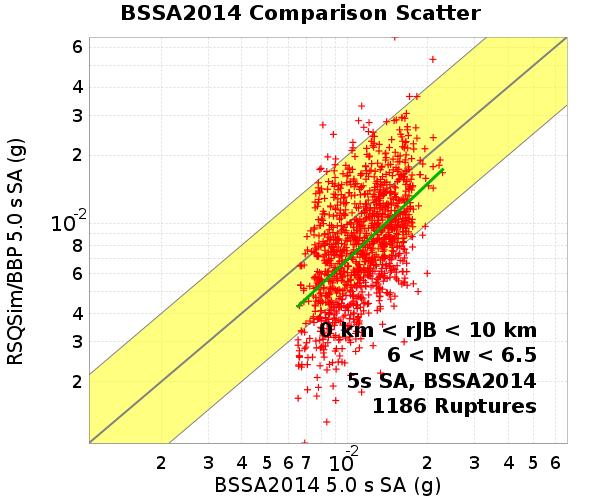 BSSA2014 Comparison Scatter
RSQSim/BBP 5.0 s SA (g)
6
4
3
2
10-2
8
6
4
3
2
0 km < rJB < 10 km
6 < Mw < 6.5
5s SA, BSSA2014
1186 Ruptures
2 3 4 5 6 7 10-2 2 3 4 5 6
BSSA2014 5.0 s SA (g)